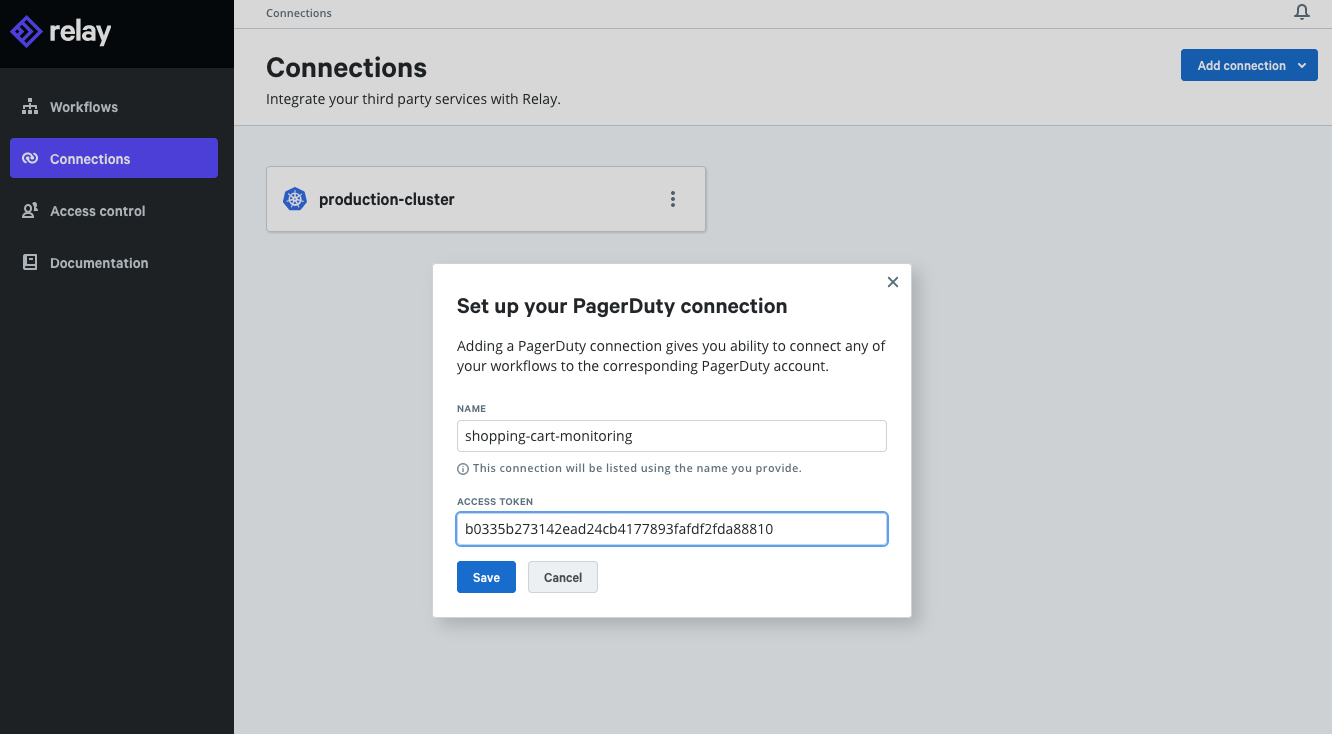 relay
Workflows
Connections
Access control
Documentation
Connections
Connections
Integrate your third party services with Relay.
Add connection
production-cluster
Set up your PagerDuty connection
Adding a PagerDuty connection gives you ability to connect any of
your workflows to the corresponding PagerDuty account.
NAME
shopping-cart-monitoring
This connection will be listed using the name you provide.
ACCESS TOKEN
b0335b273142ead24cb4177893fafdf2fda88810
Save
Cancel